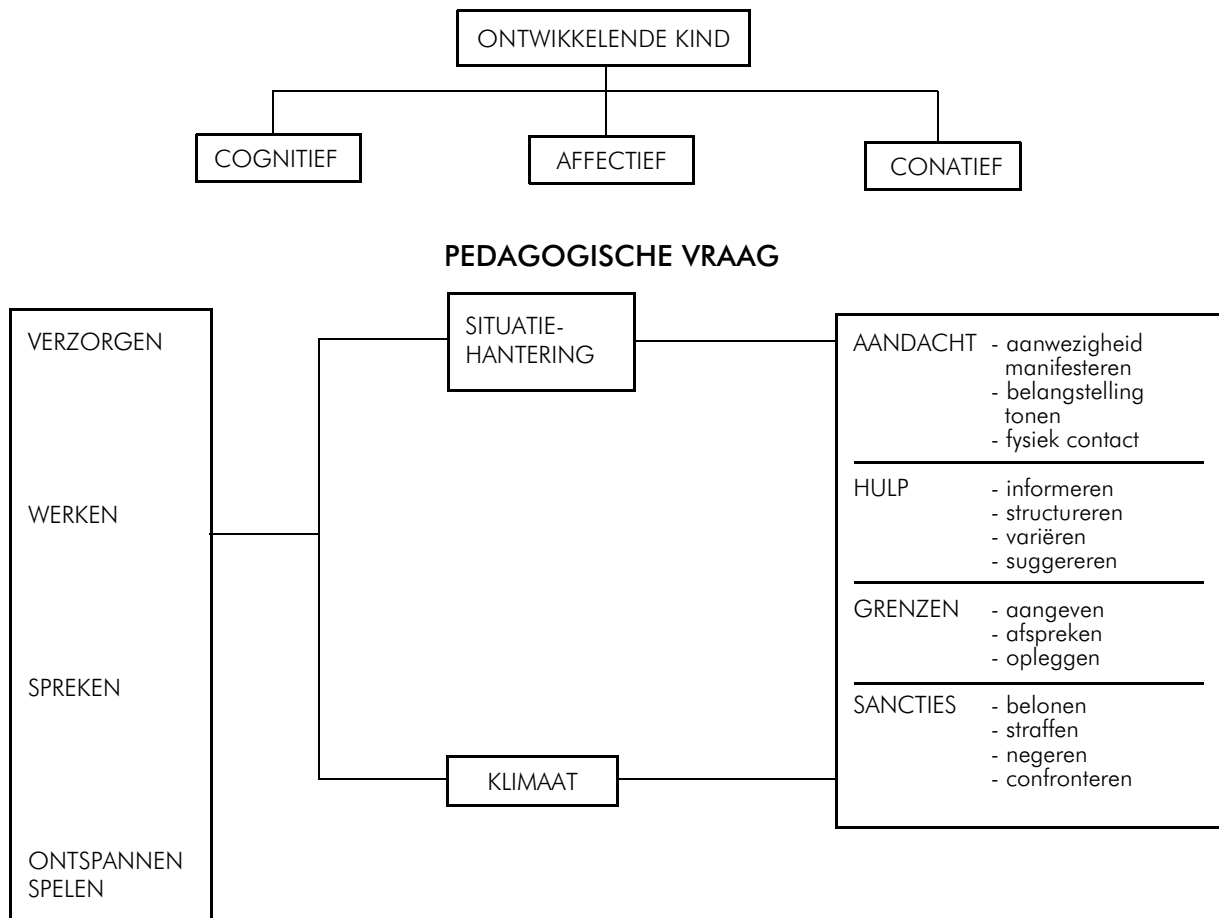 ONTWIKKELENDE KIND
COGNITIEF
AFFECTIEF
CONATIEF
PEDAGOGISCHE VRAAG
VERZORGEN
WERKEN
SPREKEN
ONTSPANNEN
SPELEN
SITUATIE-
HANTERING
KLIMAAT
AANDACHT - aanwezigheid
manifesteren
- belangstelling
tonen
- fysiek contact
HULP - informeren
- structureren
- variëren
- suggereren
GRENZEN - aangeven
- afspreken
- opleggen
SANCTIES - belonen
- straffen
- negeren
- confronteren